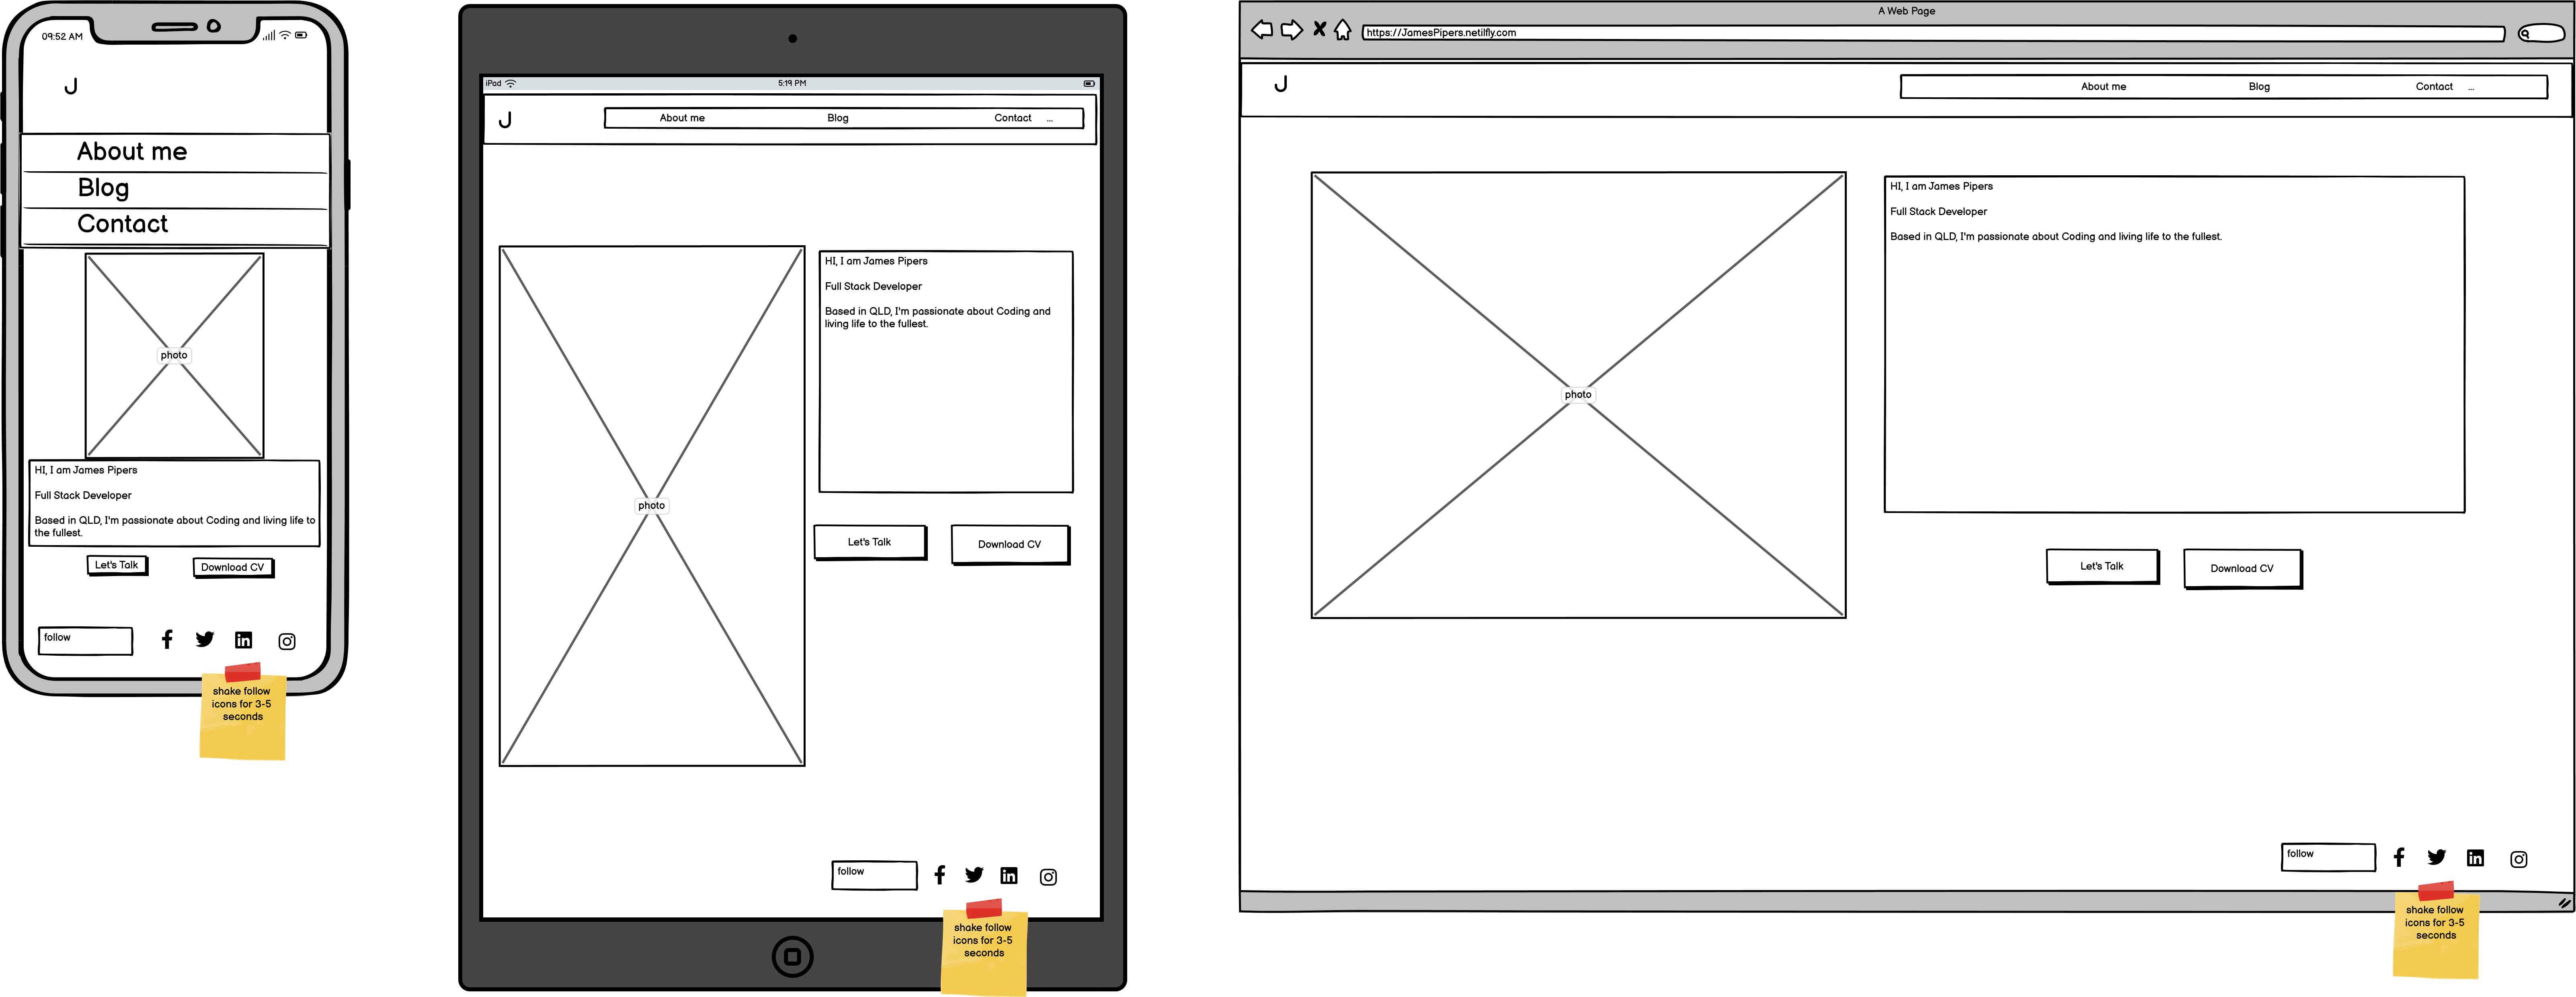 09:52 AM
J
About me
Blog
Contact
photo
HI, I am James Pipers
Full Stack Developer
Based in QLD, I'm passionate about Coding and living life to
the fullest.
Let's Talk
Download CV
follow
shake follow
icons for 3-5
seconds
iPad
5:19 PM
J
About me
Blog
Contact
...
photo
HI, I am James Pipers
Full Stack Developer
Based in QLD, I'm passionate about Coding and
living life to the fullest.
Let's Talk
Download CV
follow
shake follow
icons for 3-5
seconds
A Web Page
https://JamesPipers.netilfly.com
J
About me
Blog
Contact
...
photo
HI, I am James Pipers
Full Stack Developer
Based in QLD, I'm passionate about Coding and living life to the fullest.
Let's Talk
Download CV
follow
shake follow
icons for 3-5
seconds